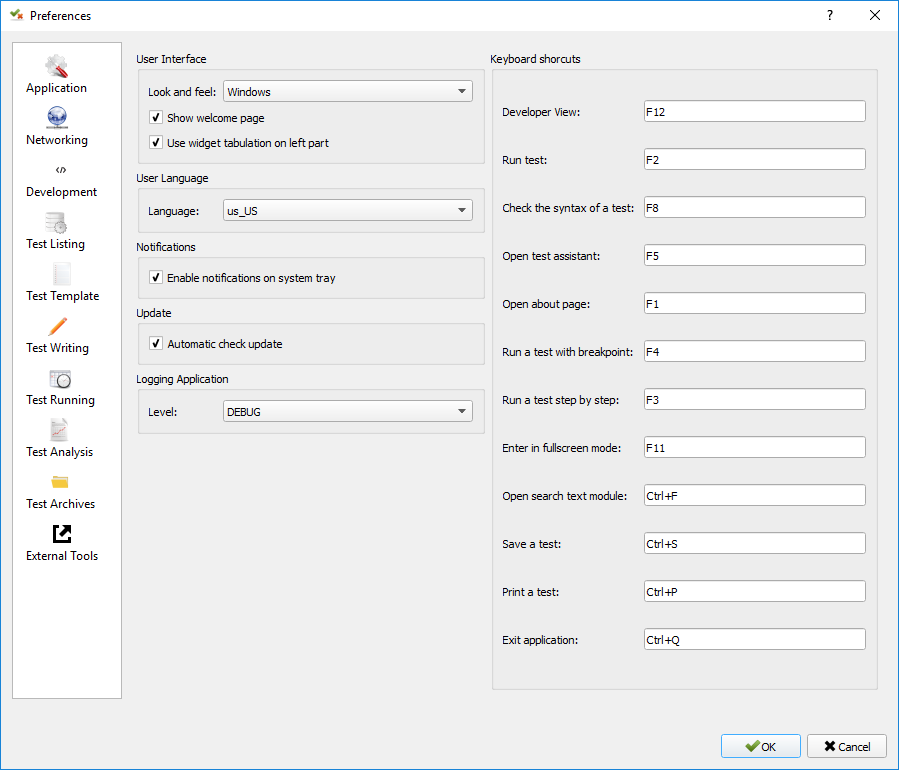 Preferences
?
Application
Networking
Development
Test Listing
Test Template
Test Writing
Test Running
Test Analysis
Test Archives
External Tools
User Interface
Look and feel: Windows
Show welcome page
Use widget tabulation on left part
User Language
Language: us_US
Notifications
Enable notifications on system tray
Update
Automatic check update
Logging Application
Level: DEBUG
Keyboard shorcuts
Developer View: F12
Run test: F2
Check the syntax of a test: F8
Open test assistant: F5
Open about page: F1
Run a test with breakpoint: F4
Run a test step by step: F3
Enter in fullscreen mode: F11
Open search text module: Ctrl+F
Save a test: Ctrl+S
Print a test: Ctrl+P
Exit application: Ctrl+Q
OK
Cancel